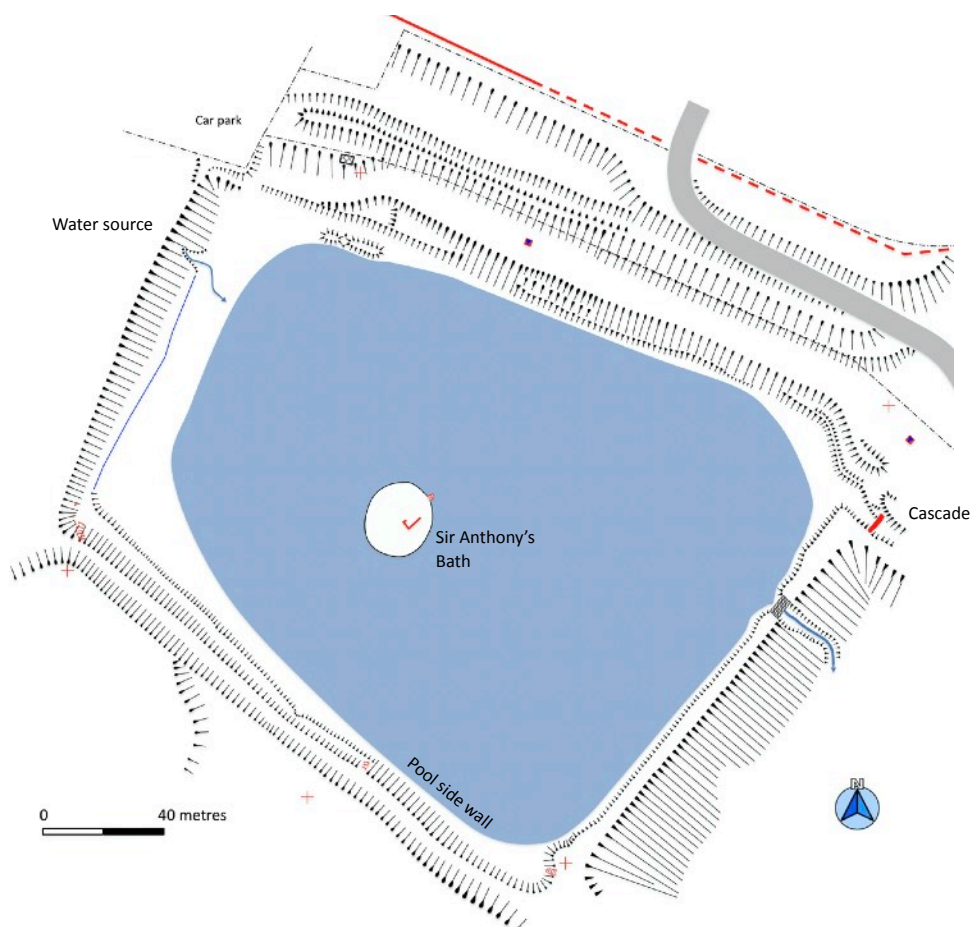 Car park
Water source
Cascade
Sir Anthony's
Bath
Pool side wall
0 40 metres
N